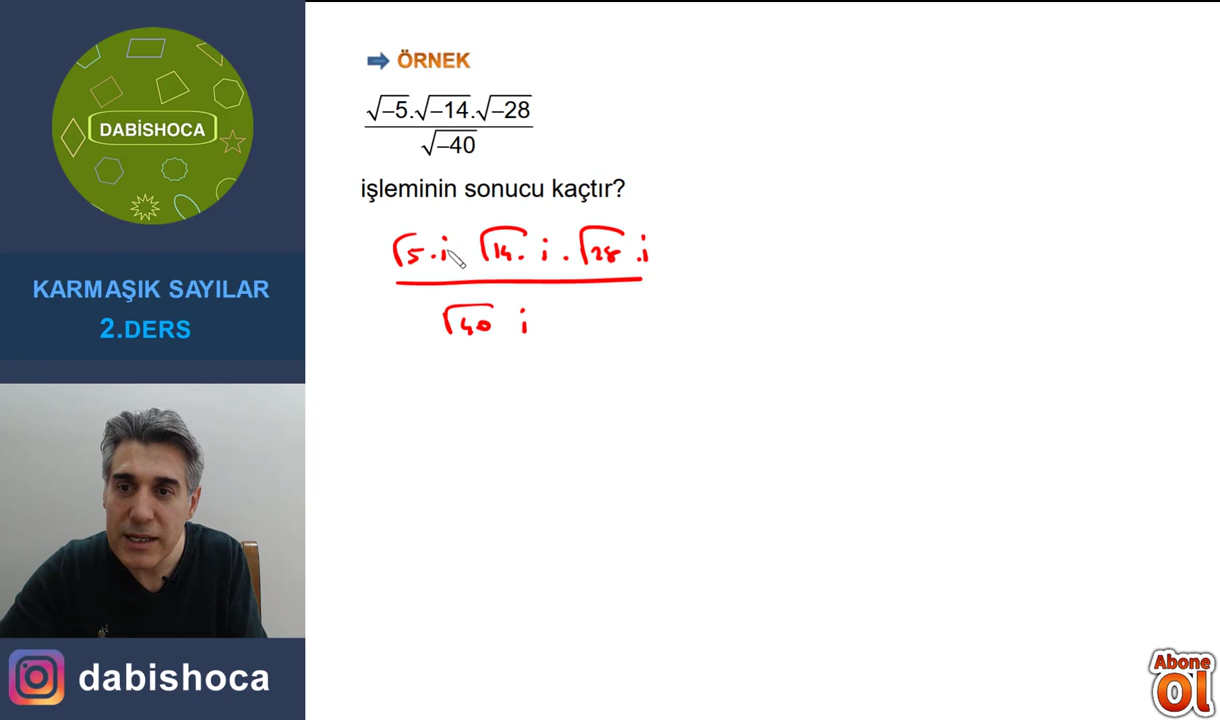 DABİSHOCA
KARMAŞIK SAYILAR
2.DERS
dabishoca
ÖRNEK
√–5.√–14.√–28
√–40
işleminin sonucu kaçtır?
√5.i √14.i.√28.i
√40 i
Abone
Ol